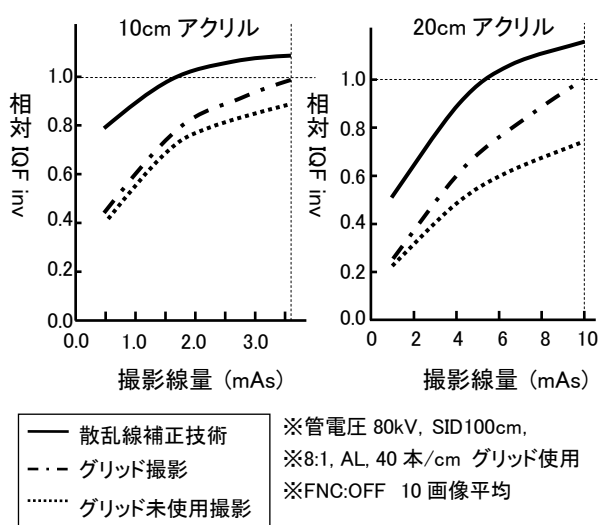 10cm アクリル
相対 IQF inv
1.0
0.8
0.6
0.4
0.2
0.0
0.0 1.0 2.0 3.0
撮影線量 (mAs)
20cm アクリル
相対 IQF inv
1.0
0.8
0.6
0.4
0.2
0.0
0 2 4 6 8 10
撮影線量 (mAs)
散乱線補正技術
グリッド撮影
グリッド未使用撮影
※管電圧 80kV, SID100cm,
※8:1, AL, 40 本/cm グリッド使用
※FNC:OFF 10 画像平均